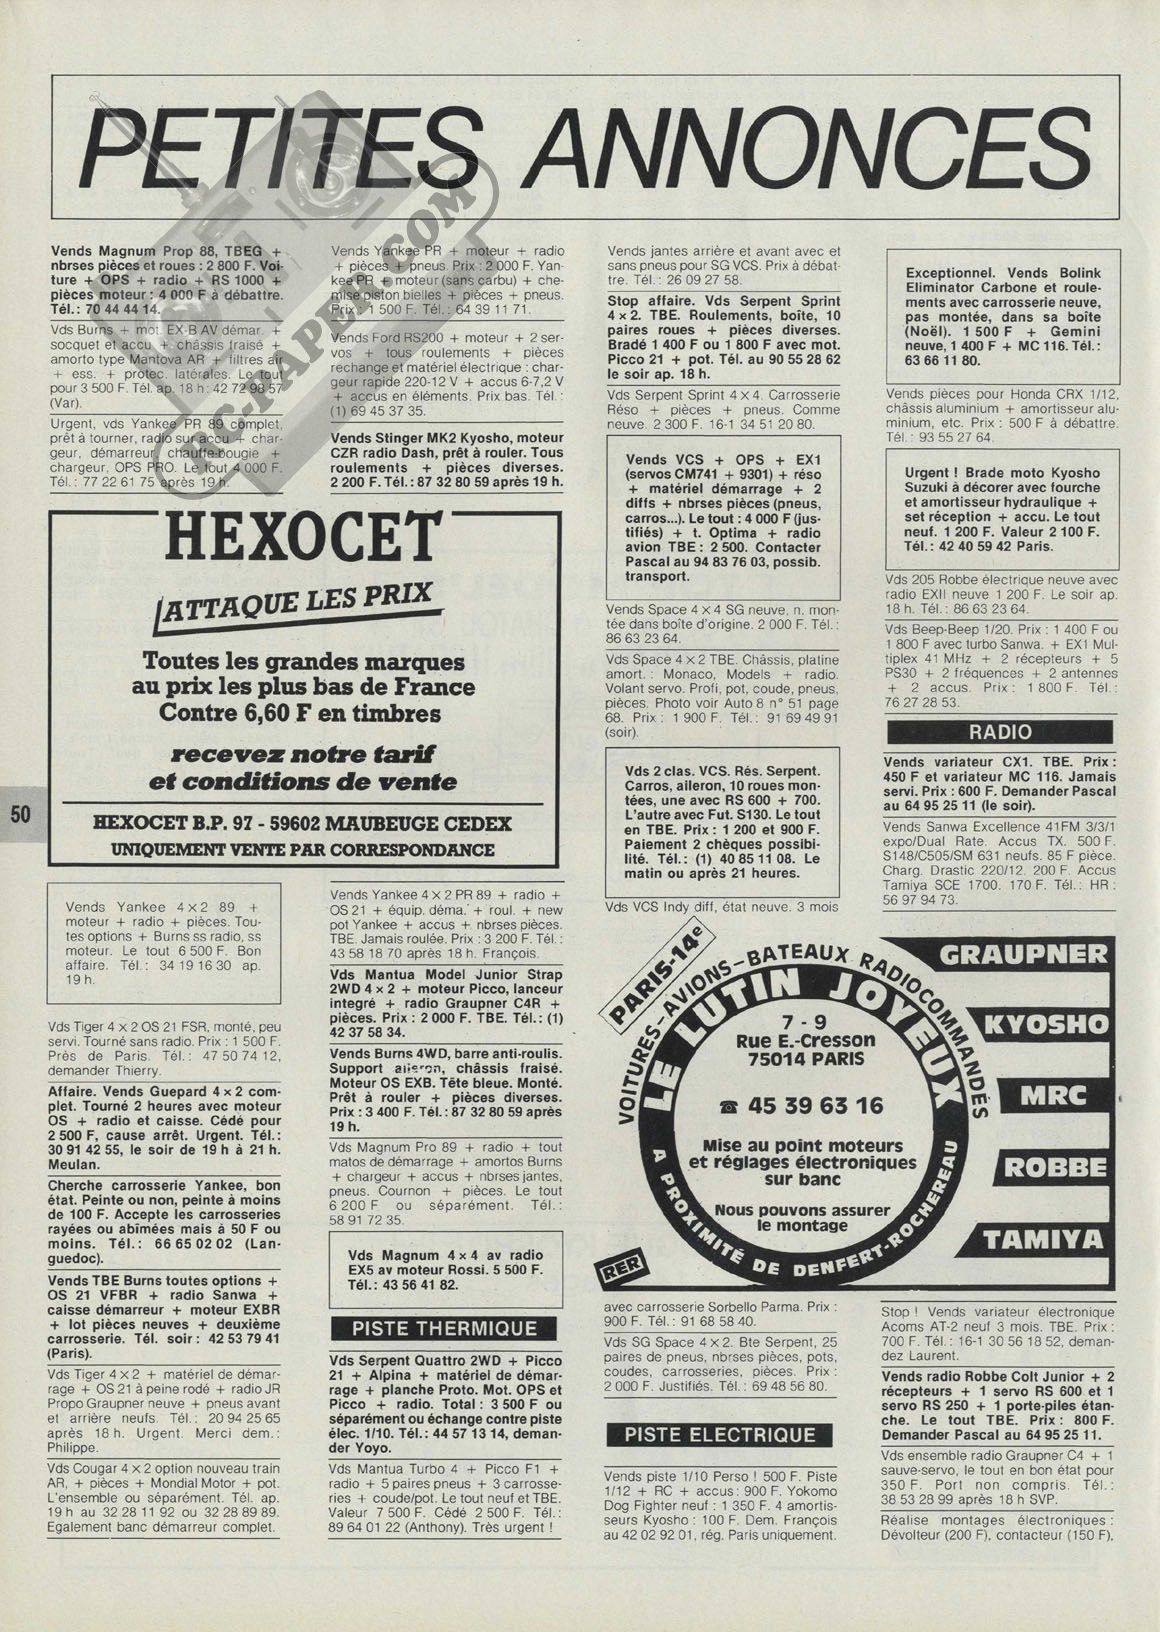 PETITES ANNONCES
RC-PAPER.COM
Vends Magnum Prop 88, TBEG +
nbrses pièces et roues : 2 800 F. Voi-
ture + OPS + radio + RS 1000 +
pièces moteur : 4 000 F à débattre.
Tél. : 70 44 44 14.
Vds Burns + mot. EX-B AV démar. +
socquet et accu + châssis fraisé +
amorto type Mantova AR + filtres air
+ ess. + protec. latérales. Le tout
pour 3 500 F. Tél. ap. 18 h : 42 72 98 57
(Var).
Urgent, vds Yankee PR 89 complet,
prêt à tourner, radio su accu + char-
geur, démarreur, chauffe-bougie +
chargeur, OPS PRO. Le tout 4 000 F.
Tél. : 77 22 61 75 après 19 h.
Vends Yankee PR + moteur + radio
+ pièces + pneus. Prix : 2 000 F. Yan-
kee PR + moteur (sans carbu) + che-
mise piston bielles + pièces + pneus.
Prix : 1 500 F. Tél. : 64 39 11 71.
Vends Ford RS200 + moteur + 2 ser-
vos + tous roulements + pièces
rechange et matériel électrique : char-
geur rapide 220-12 V + accus 6-7,2 V
+ accus en éléments. Prix bas. Tél. :
(1) 69 45 37 35.
Vends Stinger MK2 Kyosho, moteur
CZR radio Dash, prêt à rouler. Tous
roulements + pièces diverses.
2 200 F. Tél. : 87 32 80 59 après 19 h.
HEXOCET
ATTAQUE LES PRIX
Toutes les grandes marques
au prix les plus bas de France
Contre 6,60 F en timbres
recevez notre tarif
et conditions de vente
HEXOCET B.P. 97 - 59602 MAUBEUGE CEDEX
UNIQUEMENT VENTE PAR CORRESPONDANCE
50
Vends Yankee 4 × 2 89 +
moteur + radio + pièces. Tou-
tes options + Burns ss radio, ss
moteur. Le tout 6 500 F. Bon
affaire. Tél. : 34 19 16 30 ap.
19 h.
Vds Tiger 4 × 2 OS 21 FSR, monté, peu
servi. Tourné sans radio. Prix : 1 500 F.
Près de Paris. Tél. : 47 50 74 12,
demander Thierry.
Affaire. Vends Guepard 4 × 2 com-
plet. Tourné 2 heures avec moteur
OS + radio et caisse. Cédé pour
2 500 F, cause arrêt. Urgent. Tél. :
30 91 42 55, le soir de 19 h à 21 h.
Meulan.
Cherche carrosserie Yankee, bon
état. Peinte ou non, peinte à moins
de 100 F. Accepte les carrosseries
rayées ou abîmées mais à 50 F ou
moins. Tél. : 66 65 02 02 (Lan-
guedoc).
Vends TBE Burns toutes options +
OS 21 VFBR + radio Sanwa +
caisse démarreur + moteur EXBR
+ lot pièces neuves + deuxième
carrosserie. Tél. soir : 42 53 79 41
(Paris).
Vds Tiger 4 × 2 + matériel de démar-
rage + OS 21 à peine rodé + radio JR
Propo Graupner neuve + pneus avant
et arrière neufs. Tél. : 20 94 25 65
après 18 h. Urgent. Merci dem. :
Philippe.
Vds Cougar 4 × 2 option nouveau train
AR, + pièces + Mondial Motor + pot.
L'ensemble ou séparément. Tél. ap.
19 h au 32 28 11 92 ou 32 28 89 89.
Egalement banc démarreur complet.
Vends Yankee 4 × 2 PR 89 + radio +
OS 21 + équip. déma. + roul. + new
pot Yankee + accus + nbrses pièces.
TBE. Jamais roulée. Prix : 3 200 F. Tél. :
43 58 18 70 après 18 h. François.
Vds Mantua Model Junior Strap
2WD 4 × 2 + moteur Picco, lanceur
integré + radio Graupner C4R +
pièces. Prix : 2 000 F. TBE. Tél. : (1)
42 37 58 34.
Vends Burns 4WD, barre anti-roulis.
Support aileron, châssis fraisé.
Moteur OS EXB. Tête bleue. Monté.
Prêt à rouler + pièces diverses.
Prix : 3 400 F. Tél. : 87 32 80 59 après
19 h.
Vds Magnum Pro 89 + radio + tout
matos de démarrage + amortos Burns
+ chargeur + accus + nbrses jantes,
pneus. Cournon + pièces. Le tout
6 200 F ou séparément. Tél. :
58 91 72 35.
Vds Magnum 4 × 4 av radio
EX5 av moteur Rossi. 5 500 F.
Tél. : 43 56 41 82.
PISTE THERMIQUE
Vds Serpent Quattro 2WD + Picco
21 + Alpina + matériel de démar-
rage + planche Proto. Mot. OPS et
Picco + radio. Total : 3 500 F ou
séparément ou échange contre piste
élec. 1/10. Tél. : 44 57 13 14, deman-
der Yoyo.
Vds Mantua Turbo 4 + Picco F1 +
radio + 5 paires pneus + 3 carrosse-
ries + coude/pot. Le tout neuf et TBE.
Valeur 7 500 F. Cédé 2 500 F. Tél. :
89 64 01 22 (Anthony). Très urgent !
Vends jantes arrière et avant avec et
sans pneus pour SG VCS. Prix à débat-
tre. Tél. : 26 09 27 58.
Stop affaire. Vds Serpent Sprint
4 × 2. TBE. Roulements, boîte, 10
paires roues + pièces diverses.
Bradé 1 400 F ou 1 800 F avec mot.
Picco 21 + pot. Tél. au 90 55 28 62
le soir ap. 18 h.
Vds Serpent Sprint 4 × 4. Carrosserie
Réso + pièces + pneus. Comme
neuve. 2 300 F. 16-1 34 51 20 80.
Vends VCS + OPS + EX1
(servos CM741 + 9301) + réso
+ matériel démarrage + 2
diffs + nbrses pièces (pneus,
carros...). Le tout : 4 000 F (jus-
tifiés) + t. Optima + radio
avion TBE : 2 500. Contacter
Pascal au 94 83 76 03, possib.
transport.
Vends Space 4 × 4 SG neuve, n. mon-
tée dans boîte d'origine. 2 000 F. Tél. :
86 63 23 64.
Vds Space 4 × 2 TBE. Châssis, platine
amort. : Monaco, Models + radio.
Volant servo. Profi, pot, coude, pneus,
pièces. Photo voir Auto 8 n° 51 page
68. Prix : 1 900 F. Tél. : 91 69 49 91
(soir).
Vds 2 clas. VCS. Rés. Serpent.
Carros, aileron, 10 roues mon-
tées, une avec RS 600 + 700.
L'autre avec Fut. S130. Le tout
en TBE. Prix : 1 200 et 900 F.
Paiement 2 chèques possibi-
lité. Tél. : (1) 40 85 11 08. Le
matin ou après 21 heures.
Vds VCS Indy diff, état neuve. 3 mois
Exceptionnel. Vends Bolink
Eliminator Carbone et roule-
ments avec carrosserie neuve,
pas montée, dans sa boîte
(Noël). 1 500 F + Gemini
neuve, 1 400 F + MC 116. Tél. :
63 66 11 80.
Vends pièces pour Honda CRX 1/12,
châssis aluminium + amortisseur alu-
minium, etc. Prix : 500 F à débattre.
Tél. : 93 55 27 64.
Urgent ! Brade moto Kyosho
Suzuki à décorer avec fourche
et amortisseur hydraulique +
set réception + accu. Le tout
neuf. 1 200 F. Valeur 2 100 F.
Tél. : 42 40 59 42 Paris.
Vds 205 Robbe électrique neuve avec
radio EXII neuve 1 200 F. Le soir ap.
18 h. Tél. : 86 63 23 64.
Vds Beep-Beep 1/20. Prix : 1 400 F ou
1 800 F avec turbo Sanwa. + EX1 Mul-
tiplex 41 MHz + 2 récepteurs + 5
PS30 + 2 fréquences + 2 antennes
+ 2 accus. Prix : 1 800 F. Tél. :
76 27 28 53.
RADIO
Vends variateur CX1. TBE. Prix :
450 F et variateur MC 116. Jamais
servi. Prix : 600 F. Demander Pascal
au 64 95 25 11 (le soir).
Vends Sanwa Excellence 41FM 3/3/1
expo/Dual Rate. Accus TX. 500 F.
S148/C505/SM 631 neufs. 85 F pièce.
Charg. Drastic 220/12. 200 F. Accus
Tamiya SCE 1700. 170 F. Tél. : HR :
56 97 94 73.
PARIS-14e
VOITURES-AVIONS-BATEAUX RADIOCOMMANDÉS
LE LUTIN JOYEUX
7 - 9
Rue E.-Cresson
75014 PARIS
☎ 45 39 63 16
Mise au point moteurs
et réglages électroniques
sur banc
Nous pouvons assurer
le montage
A PROXIMITÉ DE DENFERT-ROCHEREAU
RER
GRAUPNER
KYOSHO
MRC
ROBBE
TAMIYA
avec carrosserie Sorbello Parma. Prix :
900 F. Tél. : 91 68 58 40.
Vds SG Space 4 × 2. Bte Serpent, 25
paires de pneus, nbrses pièces, pots,
coudes, carrosseries, pièces. Prix :
2 000 F. Justifiés. Tél. : 69 48 56 80.
PISTE ELECTRIQUE
Vends piste 1/10 Perso ! 500 F. Piste
1/12 + RC + accus : 900 F. Yokomo
Dog Fighter neuf : 1 350 F. 4 amortis-
seurs Kyosho : 100 F. Dem. François
au 42 02 92 01, rég. Paris uniquement.
Stop ! Vends variateur électronique
Acoms AT-2 neuf 3 mois. TBE. Prix :
700 F. Tél. : 16-1 30 56 18 52, deman-
dez Laurent.
Vends radio Robbe Colt Junior + 2
récepteurs + 1 servo RS 600 et 1
servo RS 250 + 1 porte-piles étan-
che. Le tout TBE. Prix : 800 F.
Demander Pascal au 64 95 25 11.
Vds ensemble radio Graupner C4 + 1
sauve-servo, le tout en bon état pour
350 F. Port non compris. Tél. :
38 53 28 99 après 18 h SVP.
Réalise montages électroniques :
Dévolteur (200 F), contacteur (150 F),